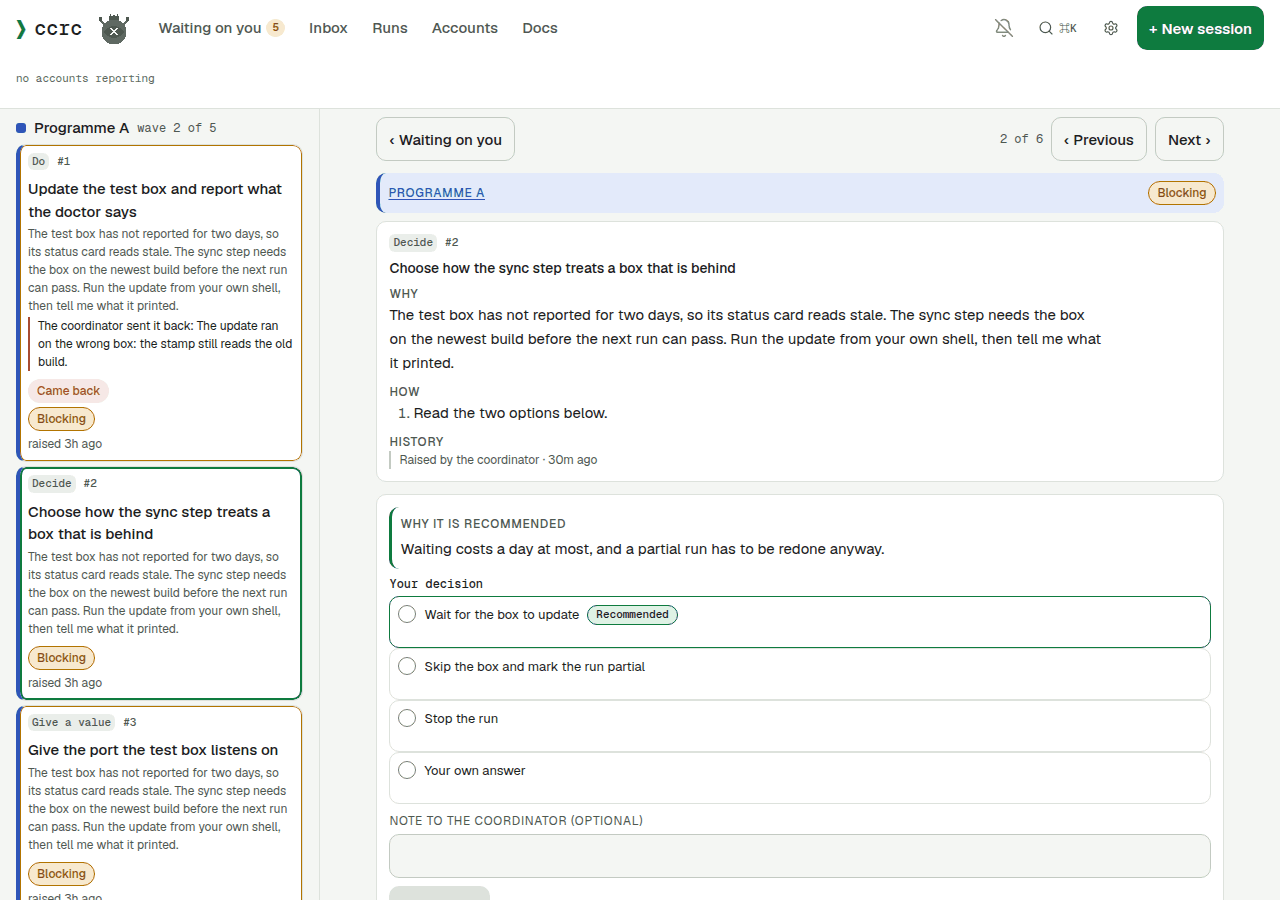 ❯ ccrc
Waiting on you 5
Inbox
Runs
Accounts
Docs
⌘K
+ New session
no accounts reporting
Programme A wave 2 of 5
Do #1
Update the test box and report what
the doctor says
The test box has not reported for two days, so
its status card reads stale. The sync step needs
the box on the newest build before the next run
can pass. Run the update from your own shell,
then tell me what it printed.
The coordinator sent it back: The update ran
on the wrong box: the stamp still reads the old
build.
Came back
Blocking
raised 3h ago
Decide #2
Choose how the sync step treats a
box that is behind
The test box has not reported for two days, so
its status card reads stale. The sync step needs
the box on the newest build before the next run
can pass. Run the update from your own shell,
then tell me what it printed.
Blocking
raised 3h ago
Give a value #3
Give the port the test box listens on
The test box has not reported for two days, so
its status card reads stale. The sync step needs
the box on the newest build before the next run
can pass. Run the update from your own shell,
then tell me what it printed.
Blocking
raised 3h ago
‹ Waiting on you
2 of 6
‹ Previous
Next ›
PROGRAMME A
Blocking
Decide #2
Choose how the sync step treats a box that is behind
WHY
The test box has not reported for two days, so its status card reads stale. The sync step needs the box
on the newest build before the next run can pass. Run the update from your own shell, then tell me what
it printed.
HOW
1. Read the two options below.
HISTORY
Raised by the coordinator · 30m ago
WHY IT IS RECOMMENDED
Waiting costs a day at most, and a partial run has to be redone anyway.
Your decision
Wait for the box to update Recommended
Skip the box and mark the run partial
Stop the run
Your own answer
NOTE TO THE COORDINATOR (OPTIONAL)